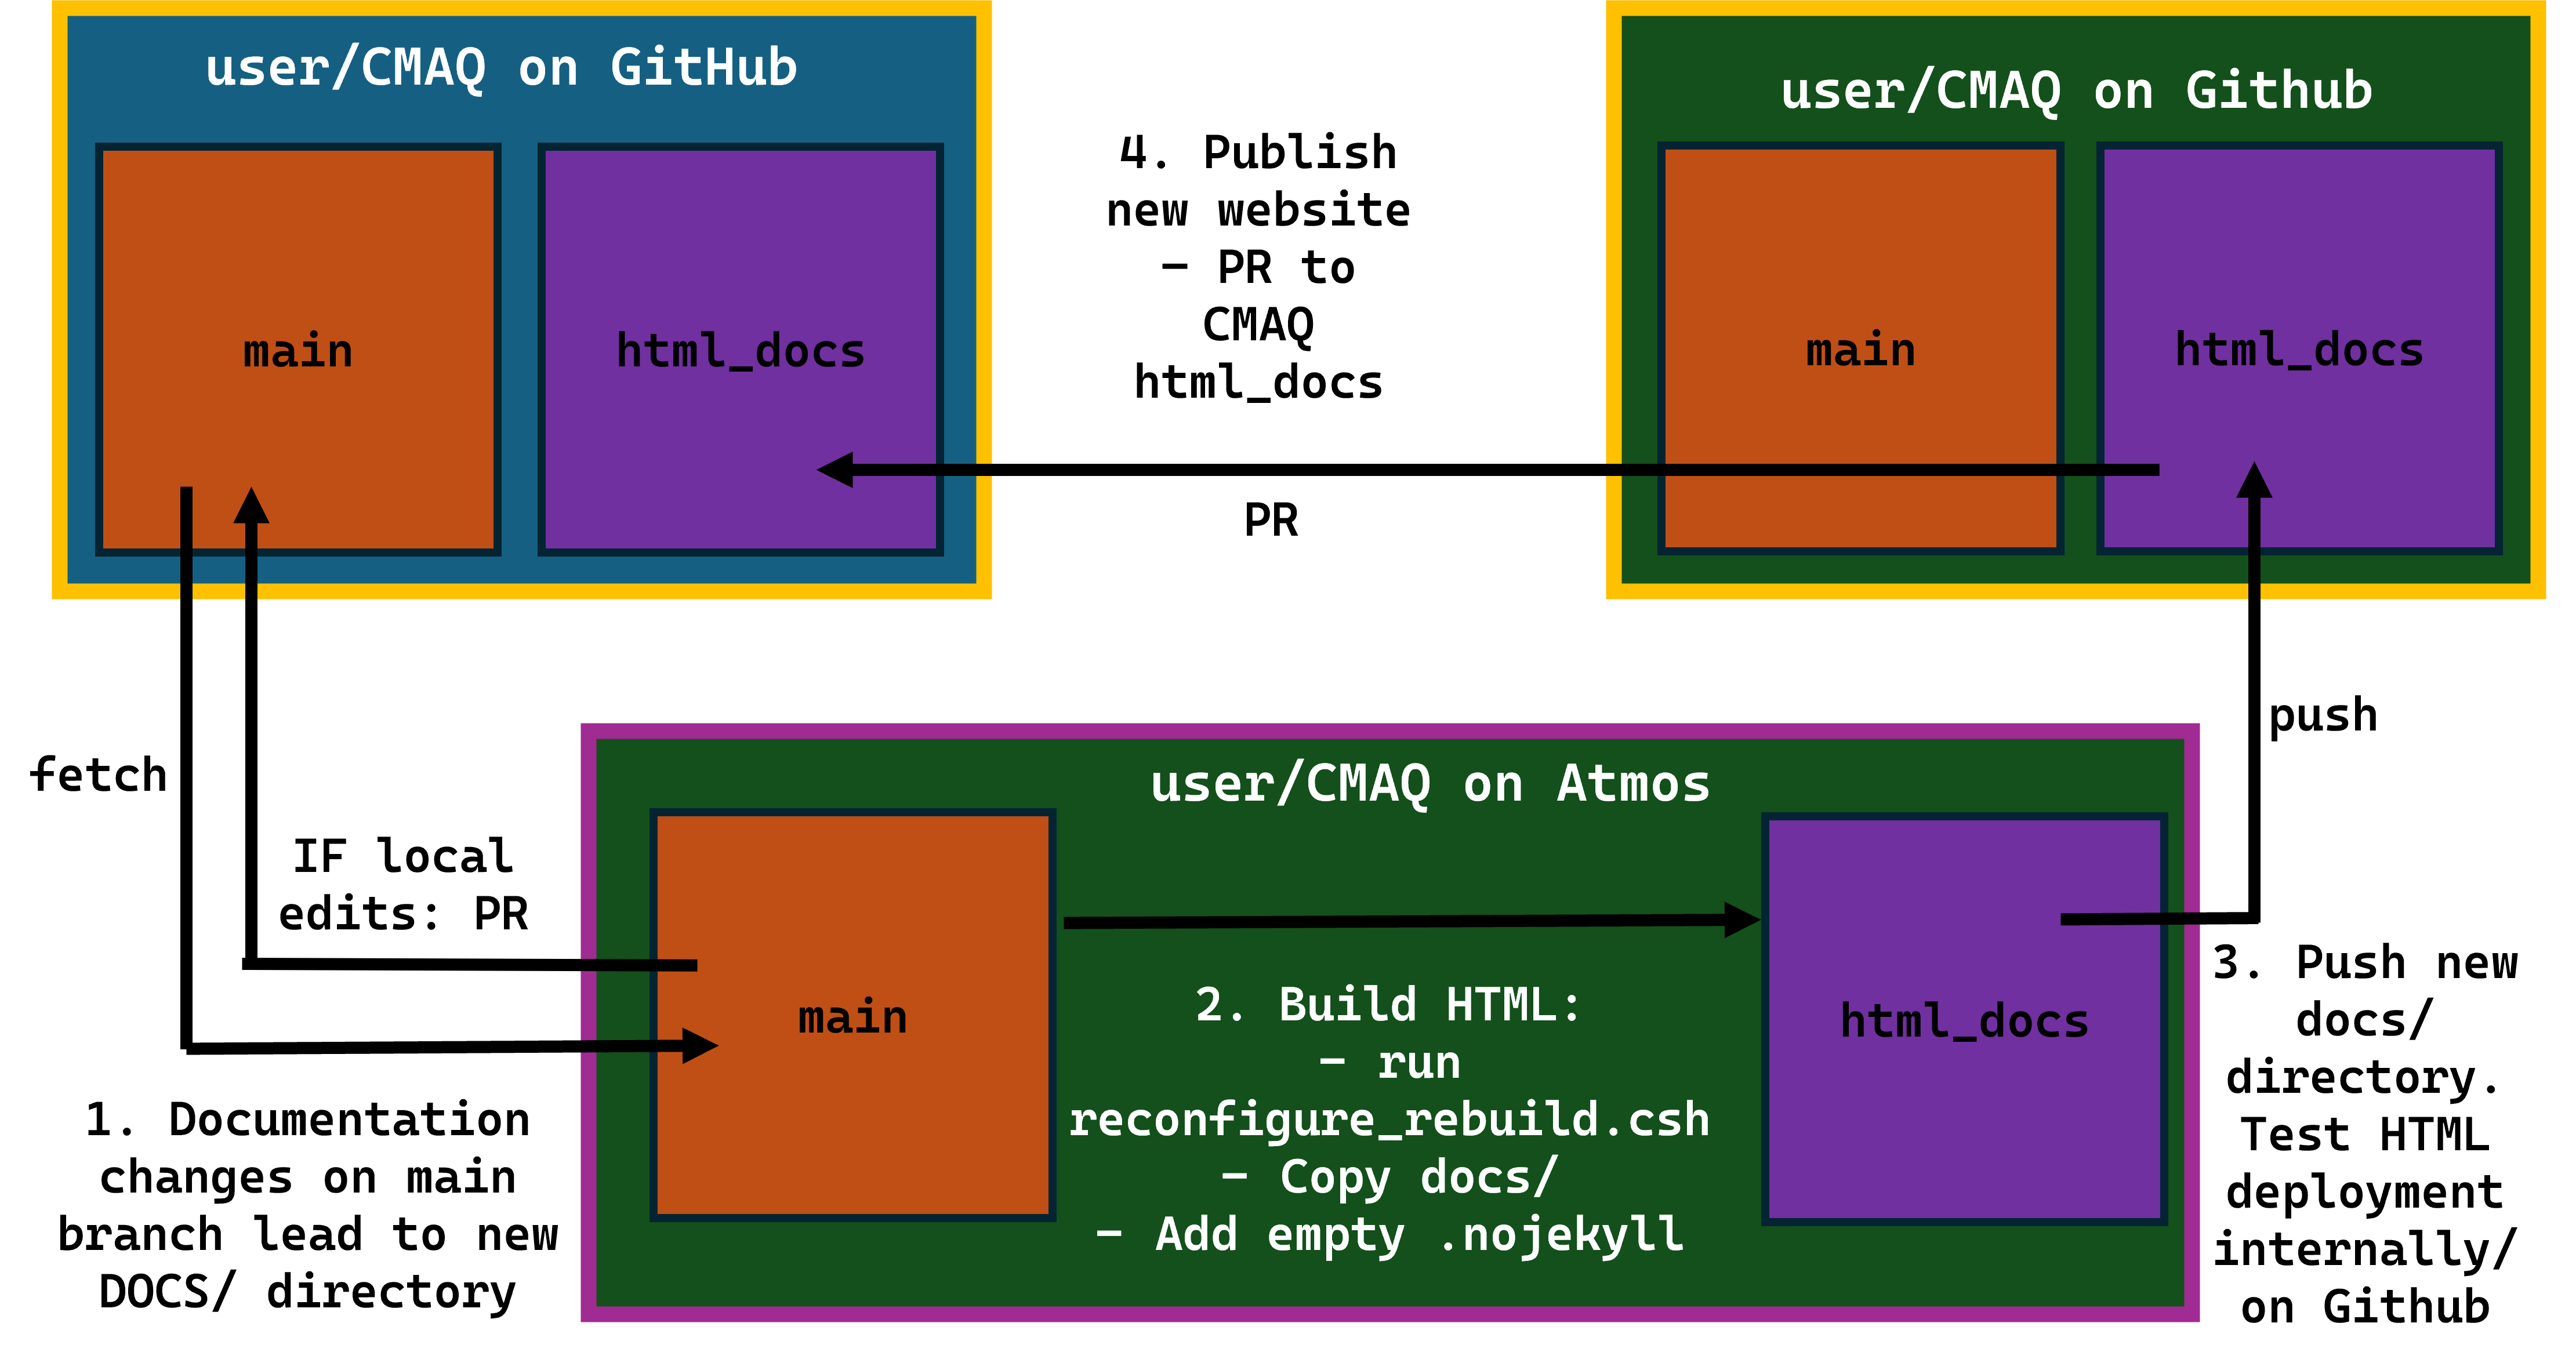 user/CMAQ on GitHub
main
html_docs
4. Publish
new website
– PR to
CMAQ
html_docs
PR
user/CMAQ on Github
main
html_docs
fetch
IF local
edits: PR
push
1. Documentation
changes on main
branch lead to new
DOCS/ directory
user/CMAQ on Atmos
main
2. Build HTML:
– run
reconfigure_rebuild.csh
– Copy docs/
– Add empty .nojekyll
html_docs
3. Push new
docs/
directory.
Test HTML
deployment
internally/
on Github